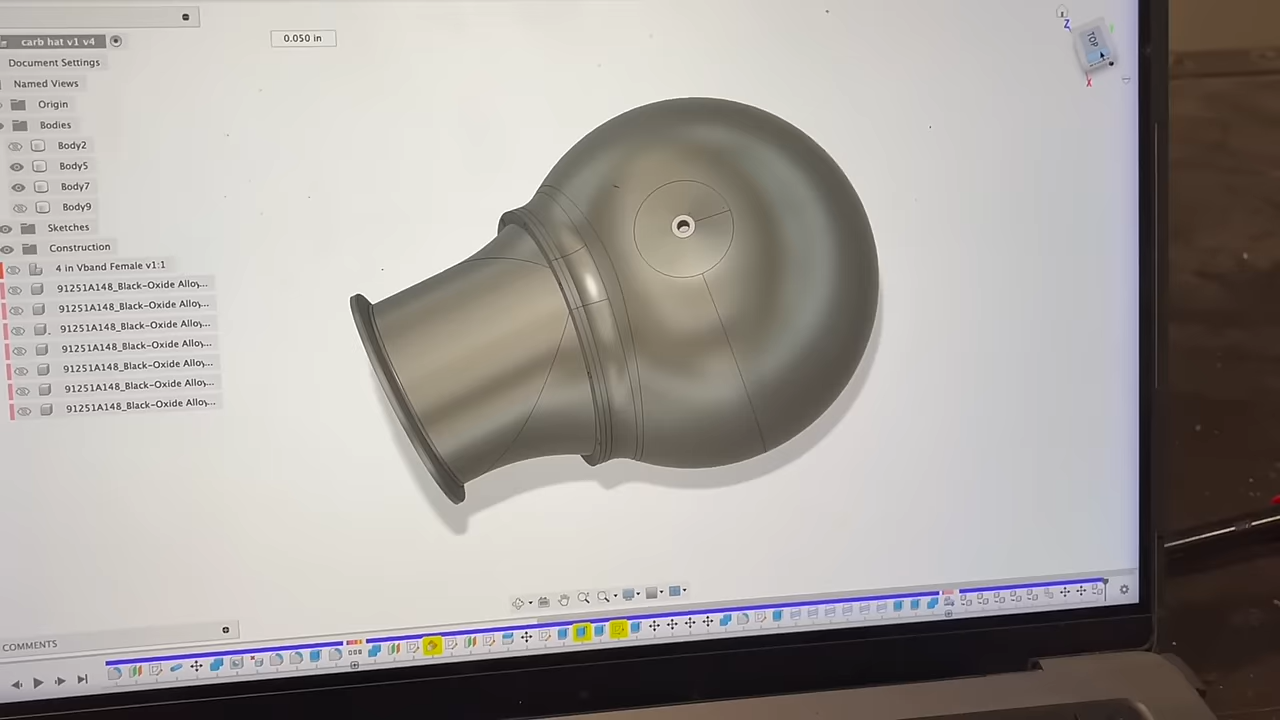 0.050 in
carb hat v1 v4
Document Settings
Named Views
Origin
Bodies
Body2
Body5
Body7
Body9
Sketches
Construction
4 in Vband Female v1:1
91251A148_Black-Oxide Alloy...
91251A148_Black-Oxide Alloy...
91251A148_Black-Oxide Alloy...
91251A148_Black-Oxide Alloy...
91251A148_Black-Oxide Alloy...
91251A148_Black-Oxide Alloy...
91251A148_Black-Oxide Alloy...
Z
TOP
X
COMMENTS